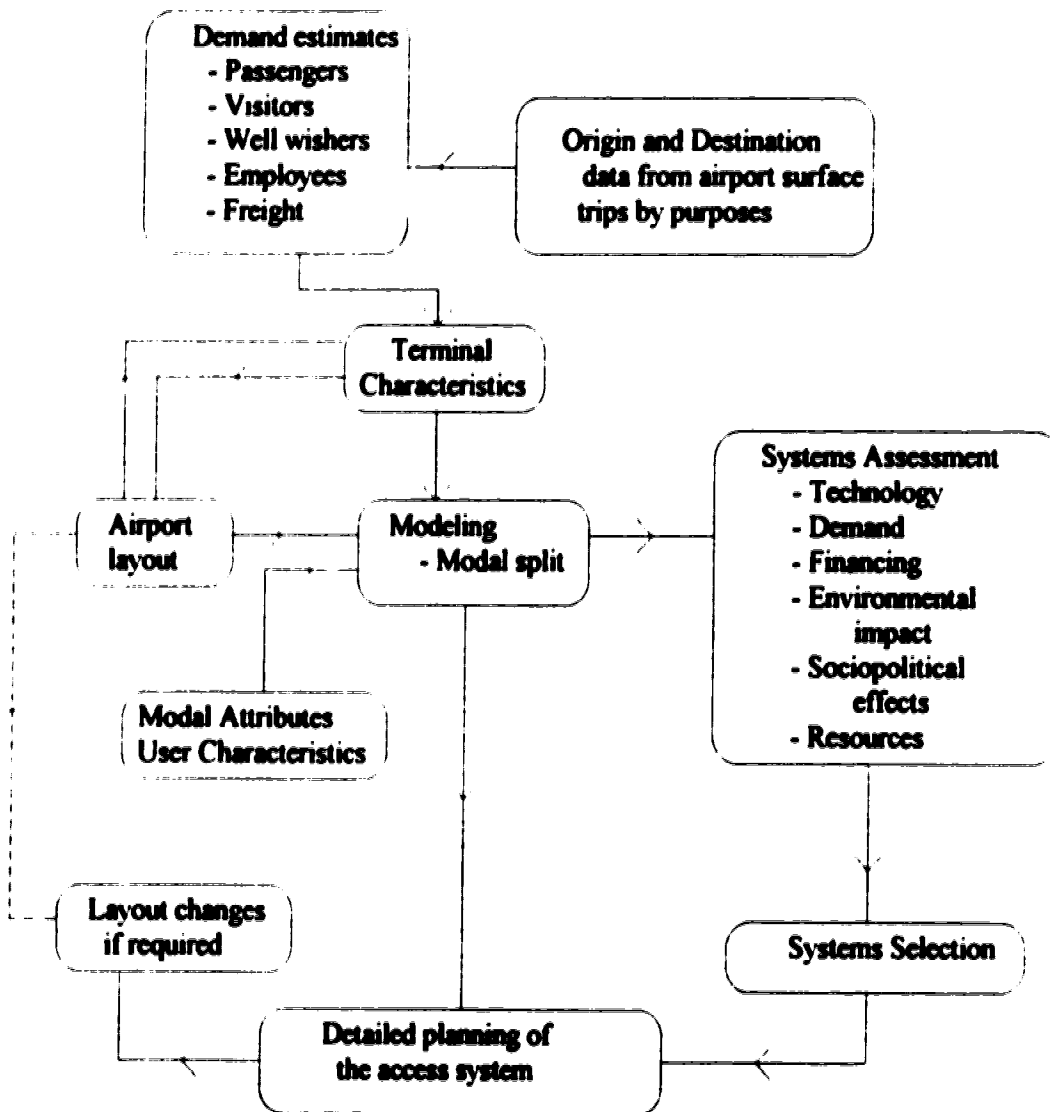 Demand estimates
- Passengers
- Visitors
- Well wishers
- Employees
- Freight
Origin and Destination
data from airport surface
trips by purposes
Terminal
Characteristics
Airport
layout
Modeling
- Modal split
Systems Assessment
- Technology
- Demand
- Financing
- Environmental
impact
- Sociopolitical
effects
- Resources
Modal Attributes
User Characteristics
Layout changes
if required
Systems Selection
Detailed planning of
the access system